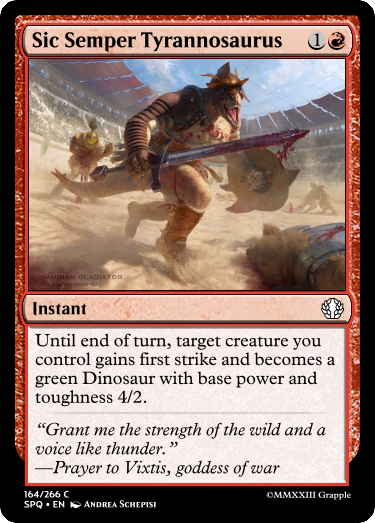 Sic Semper Tyrannosaurus
1
SAURIAN GLADIATOR
Instant
Until end of turn, target creature you
control gains first strike and becomes a
green Dinosaur with base power and
toughness 4/2.
“Grant me the strength of the wild and a
voice like thunder.”
—Prayer to Vixtis, goddess of war
164/266 C
SPQ • EN ANDREA SCHEPISI
©MMXXIII Grapple